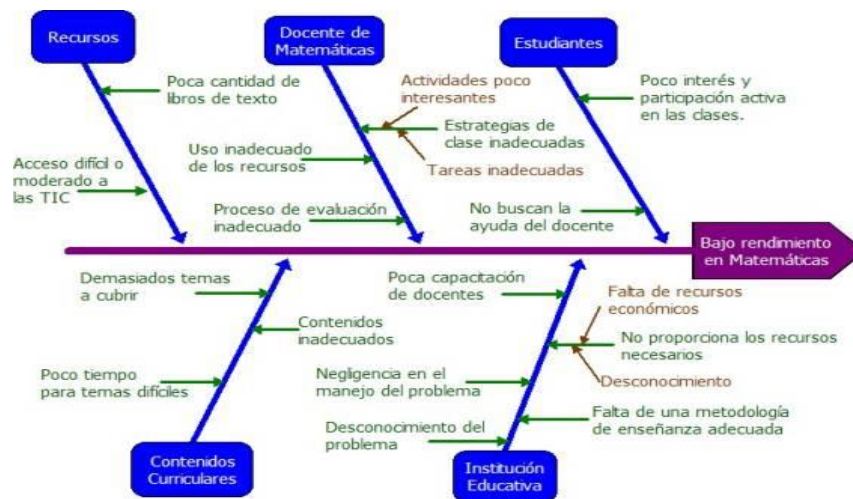 Recursos
Docente de
Matemáticas
Estudiantes
Poca cantidad de
libros de texto
Acceso difícil o
moderado a
las TIC
Actividades poco
interesantes
Estrategias de
clase inadecuadas
Tareas inadecuadas
Uso inadecuado
de los recursos
Proceso de evaluación
inadecuado
Poco interés y
participación activa
en las clases.
No buscan la
ayuda del docente
Bajo rendimiento
en Matemáticas
Demasiados temas
a cubrir
Contenidos
inadecuados
Poco tiempo
para temas difíciles
Poca capacitación
de docentes
Falta de recursos
económicos
No proporciona los recursos
necesarios
Desconocimiento
Negligencia en el
manejo del problema
Falta de una metodología
de enseñanza adecuada
Desconocimiento del
problema
Contenidos
Curriculares
Institución
Educativa